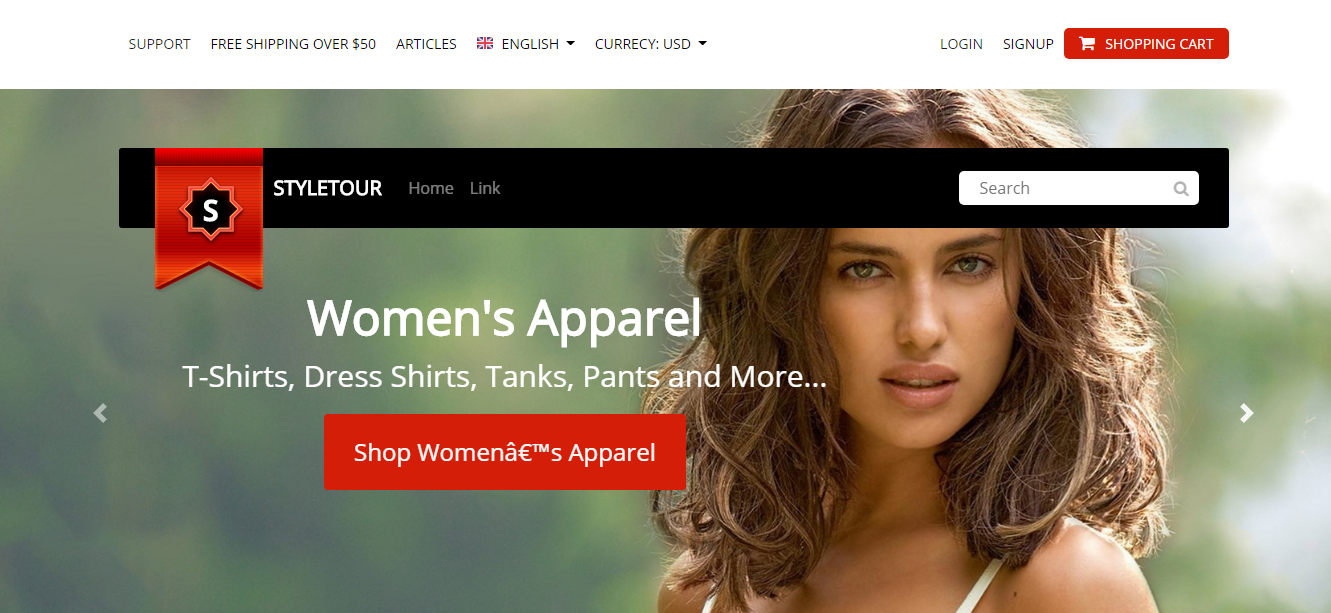 SUPPORT FREE SHIPPING OVER $50 ARTICLES ENGLISH CURRECY: USD LOGIN SIGNUP SHOPPING CART
S STYLETOUR Home Link Search
Women's Apparel
T-Shirts, Dress Shirts, Tanks, Pants and More...
Shop Womenâ€™s Apparel